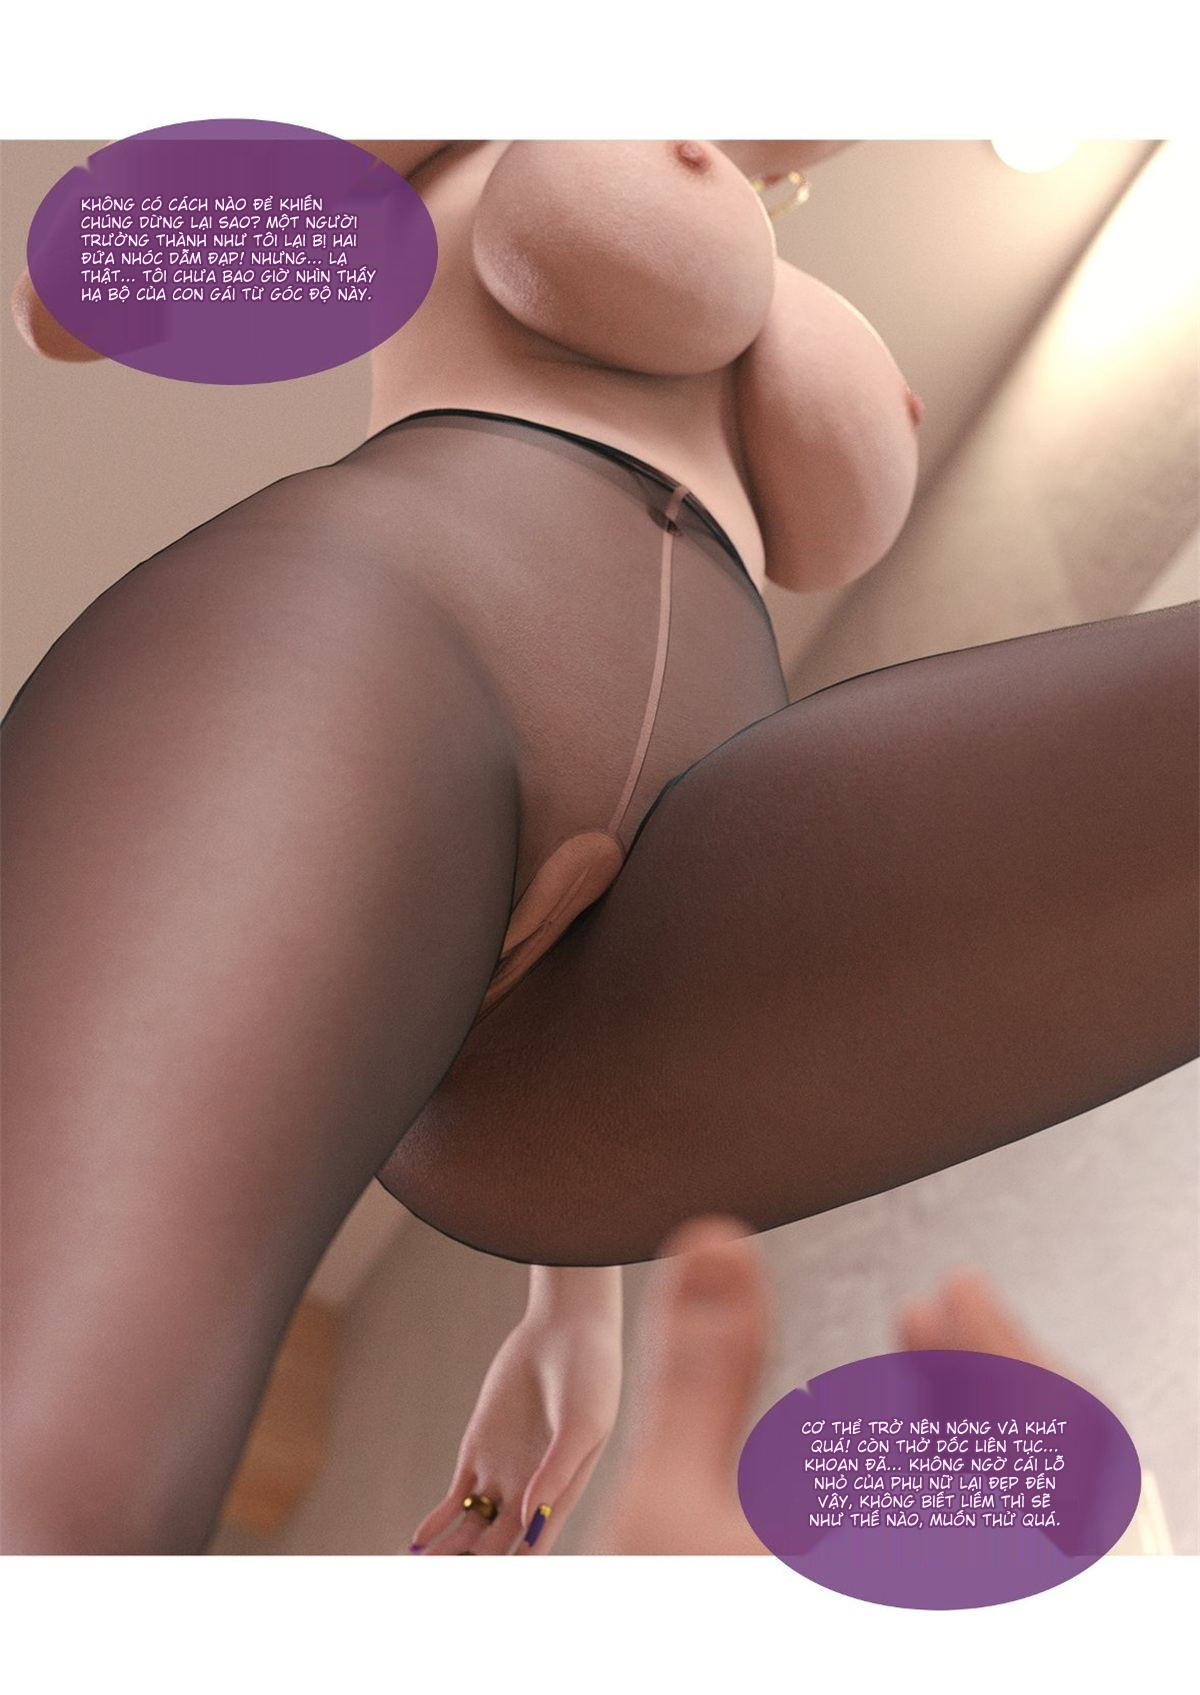 KHÔNG CÓ CÁCH NÀO ĐỂ KHIẾN
CHÚNG DỪNG LẠI SAO? MỘT NGƯỜI
TRƯỞNG THÀNH NHƯ TÔI LẠI BỊ HAI
ĐỨA NHÓC DẪM ĐẠP! NHƯNG... LẠ
THẬT... TÔI CHƯA BAO GIỜ NHÌN THẤY
HẠ BỘ CỦA CON GÁI TỪ GÓC ĐỘ NÀY.
CƠ THỂ TRỞ NÊN NÓNG VÀ KHÁT
QUÁ! CÒN THỞ DỐC LIÊN TỤC...
KHOAN ĐÃ... KHÔNG NGỜ CÁI LỖ
NHỎ CỦA PHỤ NỮ LẠI ĐẸP ĐẾN
VẬY, KHÔNG BIẾT LIẾM THÌ SẼ
NHƯ THẾ NÀO, MUỐN THỬ QUÁ.